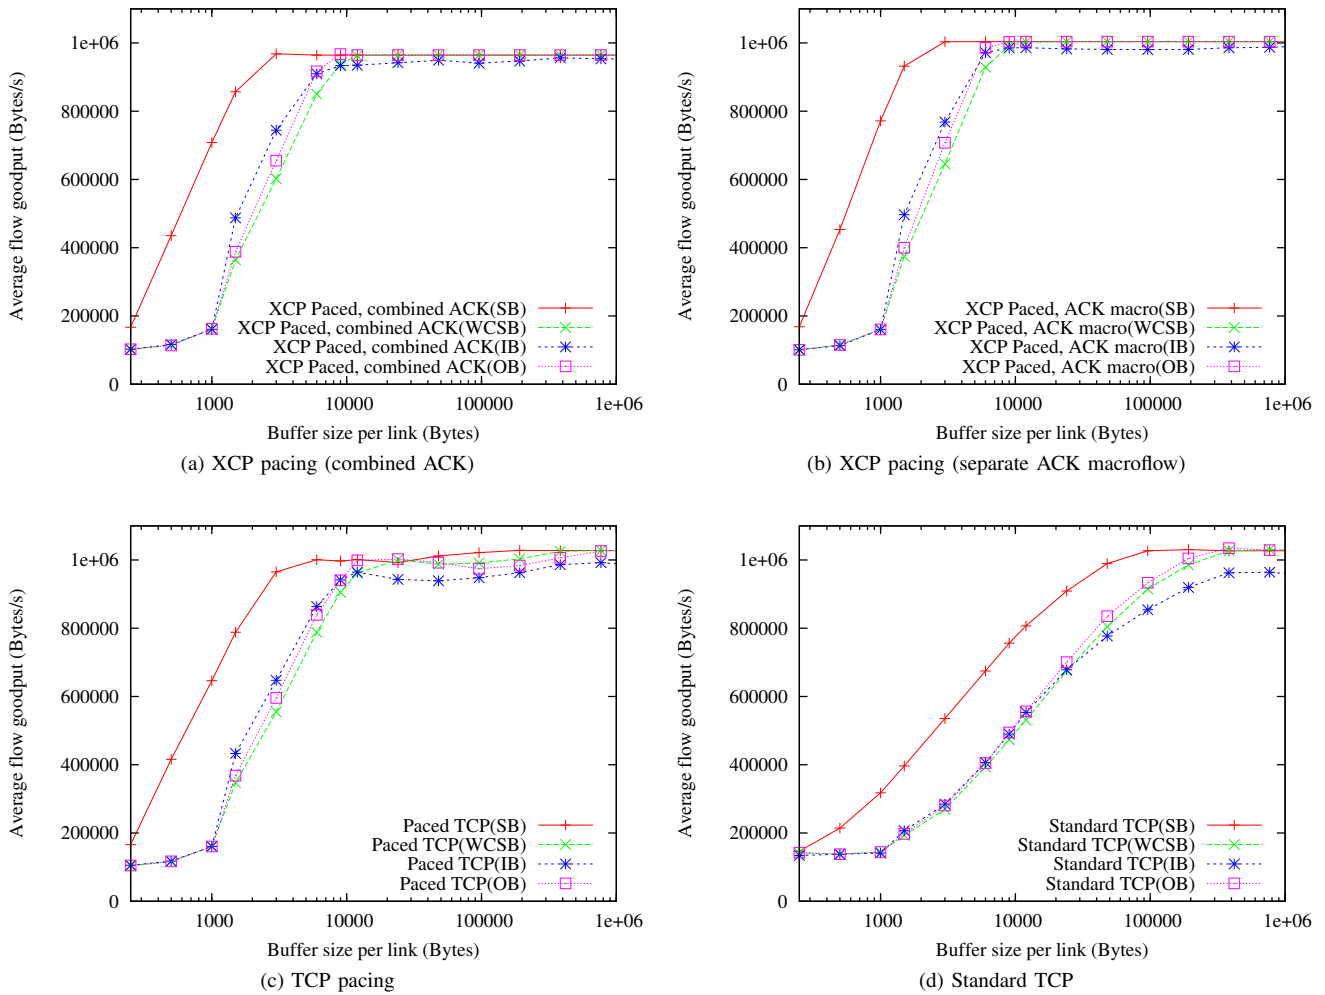 1e+06
1000000
800000
600000
400000
200000
0
Average flow goodput (Bytes/s)
XCP Paced, combined ACK(SB)
XCP Paced, combined ACK(WCSB)
XCP Paced, combined ACK(IB)
XCP Paced, combined ACK(OB)
1000 10000 100000 1e+06
Buffer size per link (Bytes)
(a) XCP pacing (combined ACK)
1e+06
800000
600000
400000
200000
0
Average flow goodput (Bytes/s)
XCP Paced, ACK macro(SB)
XCP Paced, ACK macro(WCSB)
XCP Paced, ACK macro(IB)
XCP Paced, ACK macro(OB)
1000 10000 100000 1e+06
Buffer size per link (Bytes)
(b) XCP pacing (separate ACK macroflow)
1e+06
800000
600000
400000
200000
0
Average flow goodput (Bytes/s)
Paced TCP(SB)
Paced TCP(WCSB)
Paced TCP(IB)
Paced TCP(OB)
1000 10000 100000 1e+06
Buffer size per link (Bytes)
(c) TCP pacing
1e+06
800000
600000
400000
200000
0
Average flow goodput (Bytes/s)
Standard TCP(SB)
Standard TCP(WCSB)
Standard TCP(IB)
Standard TCP(OB)
1000 10000 100000 1e+06
Buffer size per link (Bytes)
(d) Standard TCP